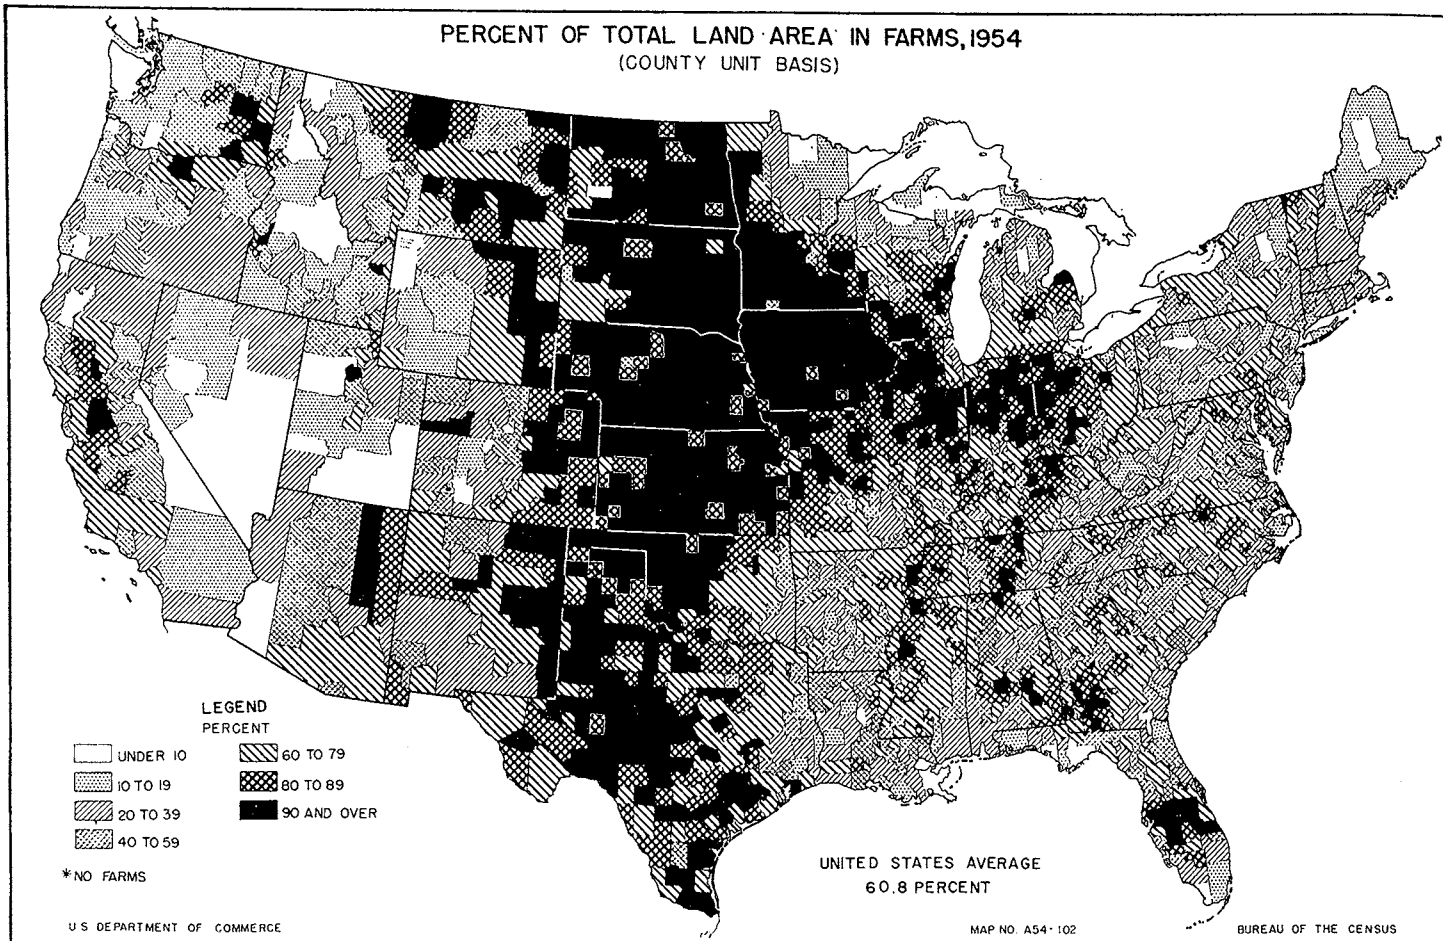 PERCENT OF TOTAL LAND AREA IN FARMS, 1954
(COUNTY UNIT BASIS)
LEGEND
PERCENT
UNDER 10
10 TO 19
20 TO 39
40 TO 59
60 TO 79
80 TO 89
90 AND OVER
*NO FARMS
UNITED STATES AVERAGE
60.8 PERCENT
U S DEPARTMENT OF COMMERCE
MAP NO. A54-102
BUREAU OF THE CENSUS